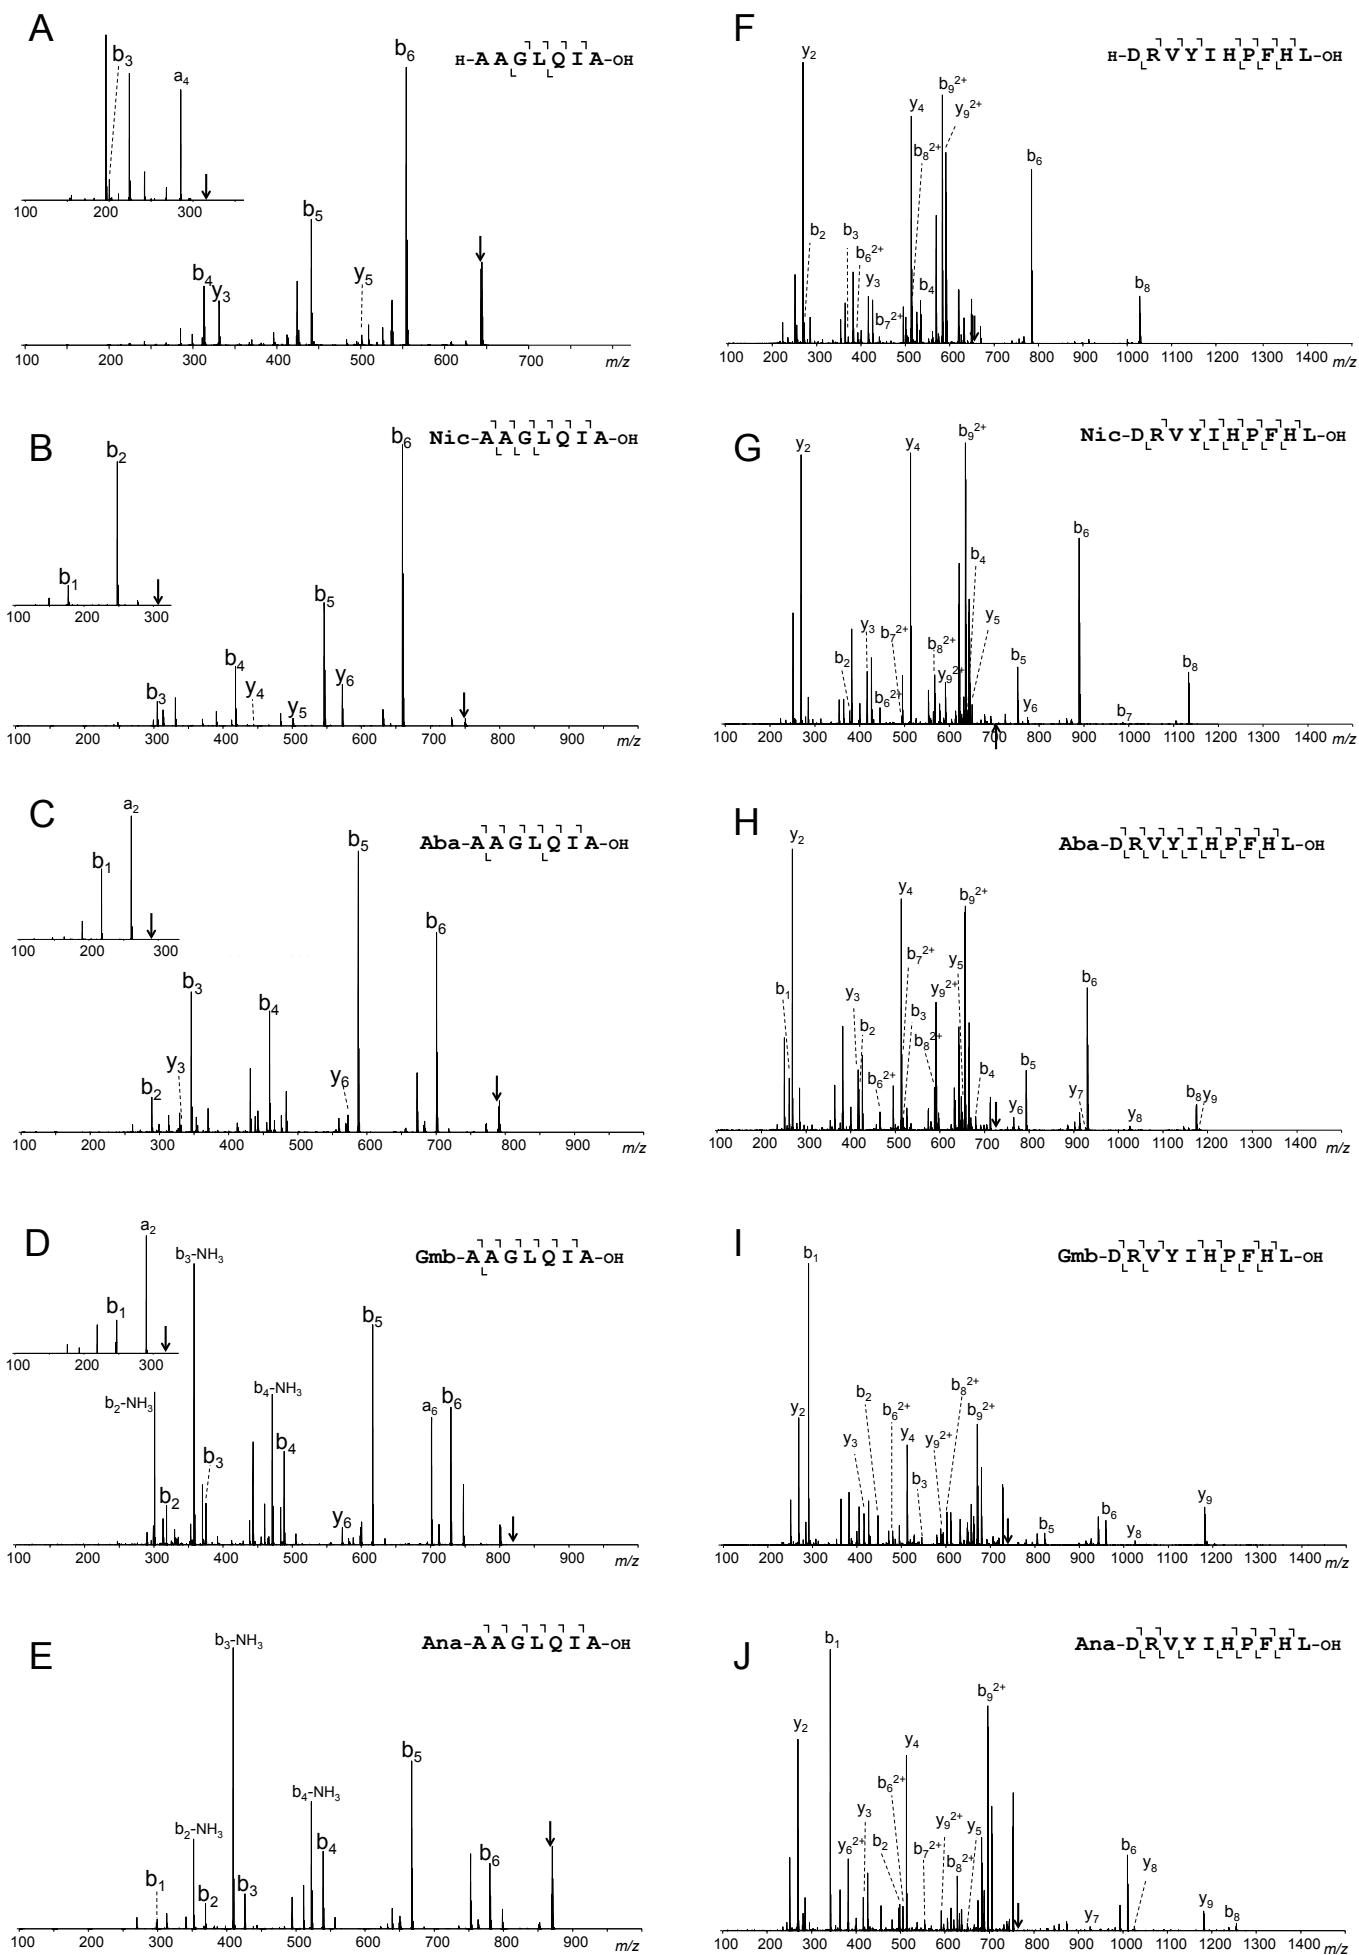 A
H-AAGLQIA-OH
b3
a4
100 200 300
b4
y3
b5
y5
b6
100 200 300 400 500 600 700 m/z
B
Nic-AAGLQIA-OH
b2
b1
100 200 300
b3
b4
y4
y5
b5
y6
b6
100 200 300 400 500 600 700 800 900 m/z
C
Aba-AAGLQIA-OH
a2
b1
100 200 300
b2
y3
b3
b4
y6
b5
b6
100 200 300 400 500 600 700 800 900 m/z
D
Gmb-AAGLQIA-OH
a2
b1
100 200 300
b2-NH3
b2
b3-NH3
b3
b4-NH3
b4
y6
b5
a6
b6
100 200 300 400 500 600 700 800 900 m/z
E
Ana-AAGLQIA-OH
b1
b2-NH3
b2
b3-NH3
b3
b4-NH3
b4
b5
b6
100 200 300 400 500 600 700 800 900 m/z
F
H-DRVYIHPFHL-OH
y2
b2
b3
b6 2+
y3
b7 2+
y4
b8 2+
b4
b9 2+
y9 2+
b6
b8
100 200 300 400 500 600 700 800 900 1000 1100 1200 1300 1400 m/z
G
Nic-DRVYIHPFHL-OH
y2
b2
y3
b6 2+
b7 2+
y4
b8 2+
y9 2+
b9 2+
b4
y5
b5
y6
b6
b7
b8
100 200 300 400 500 600 700 800 900 1000 1100 1200 1300 1400 m/z
H
Aba-DRVYIHPFHL-OH
b1
y2
y3
b2
b6 2+
y4
b7 2+
b3
b8 2+
y9 2+
y5
b9 2+
b4
y6
b5
y7
b6
y8
b8
y9
100 200 300 400 500 600 700 800 900 1000 1100 1200 1300 1400 m/z
I
Gmb-DRVYIHPFHL-OH
y2
b1
y3
b2
b6 2+
y4
b3
y9 2+
b8 2+
b9 2+
b5
b6
y8
y9
100 200 300 400 500 600 700 800 900 1000 1100 1200 1300 1400 m/z
J
Ana-DRVYIHPFHL-OH
y2
b1
y6 2+
y3
b2
b6 2+
y4
b7 2+
y9 2+
b8 2+
y5
b9 2+
y7
b6
y8
y9
b8
100 200 300 400 500 600 700 800 900 1000 1100 1200 1300 1400 m/z